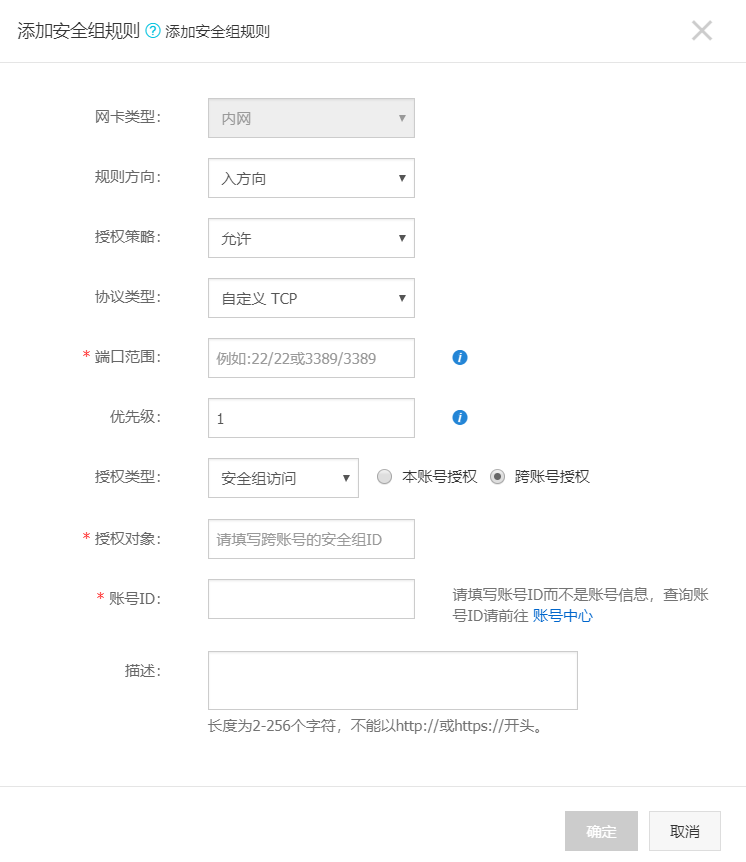 添加安全组规则 ? 添加安全组规则
网卡类型： 内网
规则方向： 入方向
授权策略： 允许
协议类型： 自定义 TCP
* 端口范围： 例如:22/22或3389/3389 i
优先级： 1 i
授权类型： 安全组访问 本账号授权 跨账号授权
* 授权对象： 请填写跨账号的安全组ID
* 账号ID： 请填写账号ID而不是账号信息，查询账
号ID请前往 账号中心
描述：
长度为2-256个字符，不能以http://或https://开头。
确定 取消